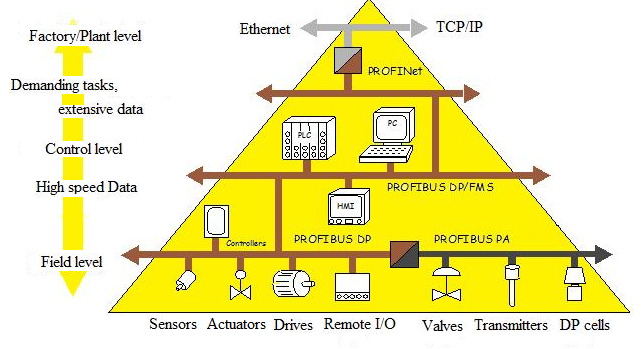 Ethernet
TCP/IP
Factory/Plant level
PROFINet
Demanding tasks,
extensive data
PLC
PC
Control level
High speed Data
PROFIBUS DP/FMS
HMI
Controllers
PROFIBUS DP
PROFIBUS PA
Field level
Sensors Actuators Drives Remote I/O Valves Transmitters DP cells